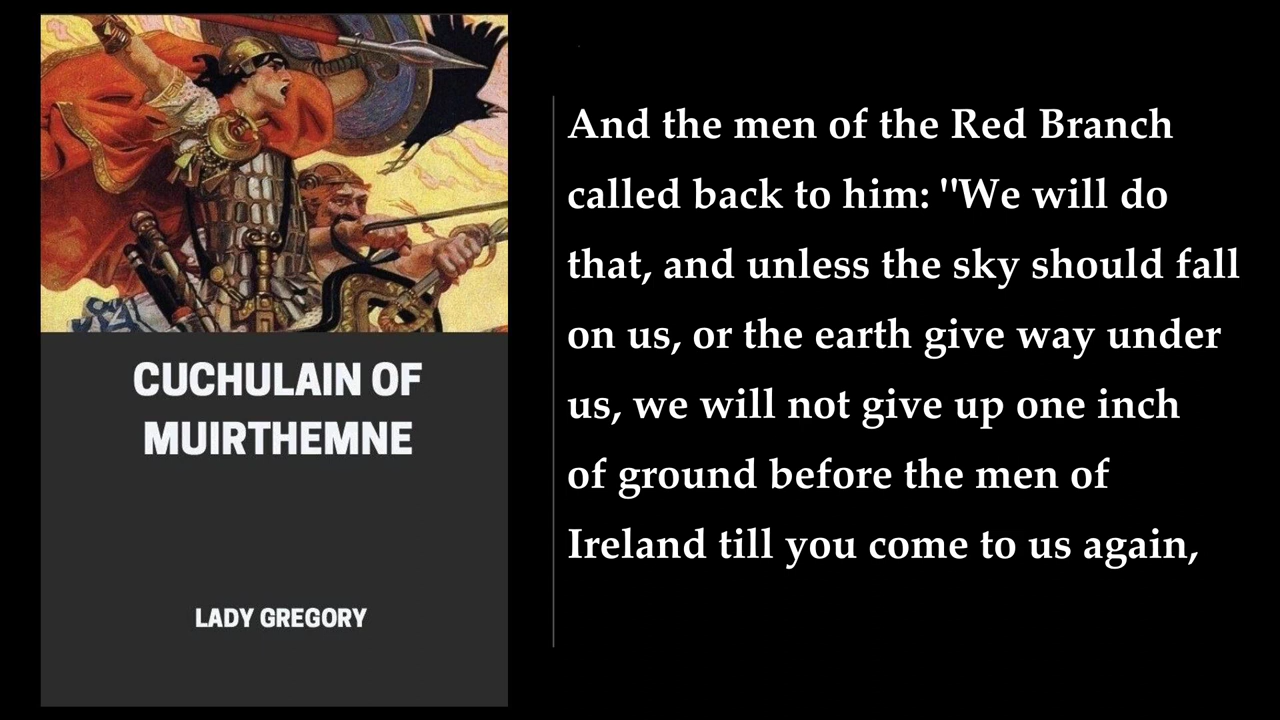 CUCHULAIN OF
MUIRTHEMNE
LADY GREGORY
And the men of the Red Branch
called back to him: "We will do
that, and unless the sky should fall
on us, or the earth give way under
us, we will not give up one inch
of ground before the men of
Ireland till you come to us again,